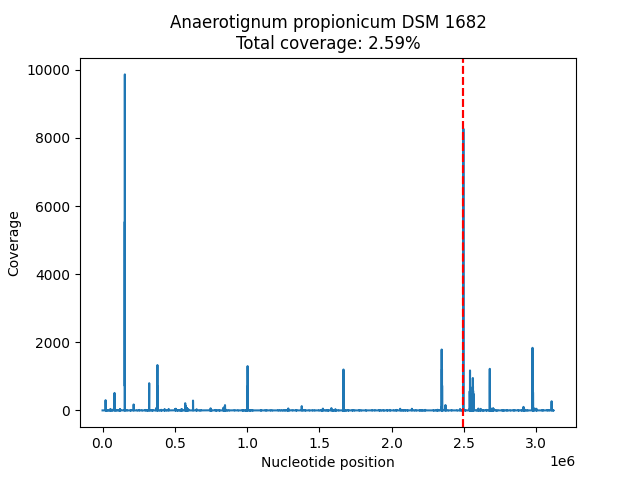 Anaerotignum propionicum DSM 1682
Total coverage: 2.59%
10000
8000
6000
4000
2000
0
Coverage
0.0 0.5 1.0 1.5 2.0 2.5 3.0
1e6
Nucleotide position